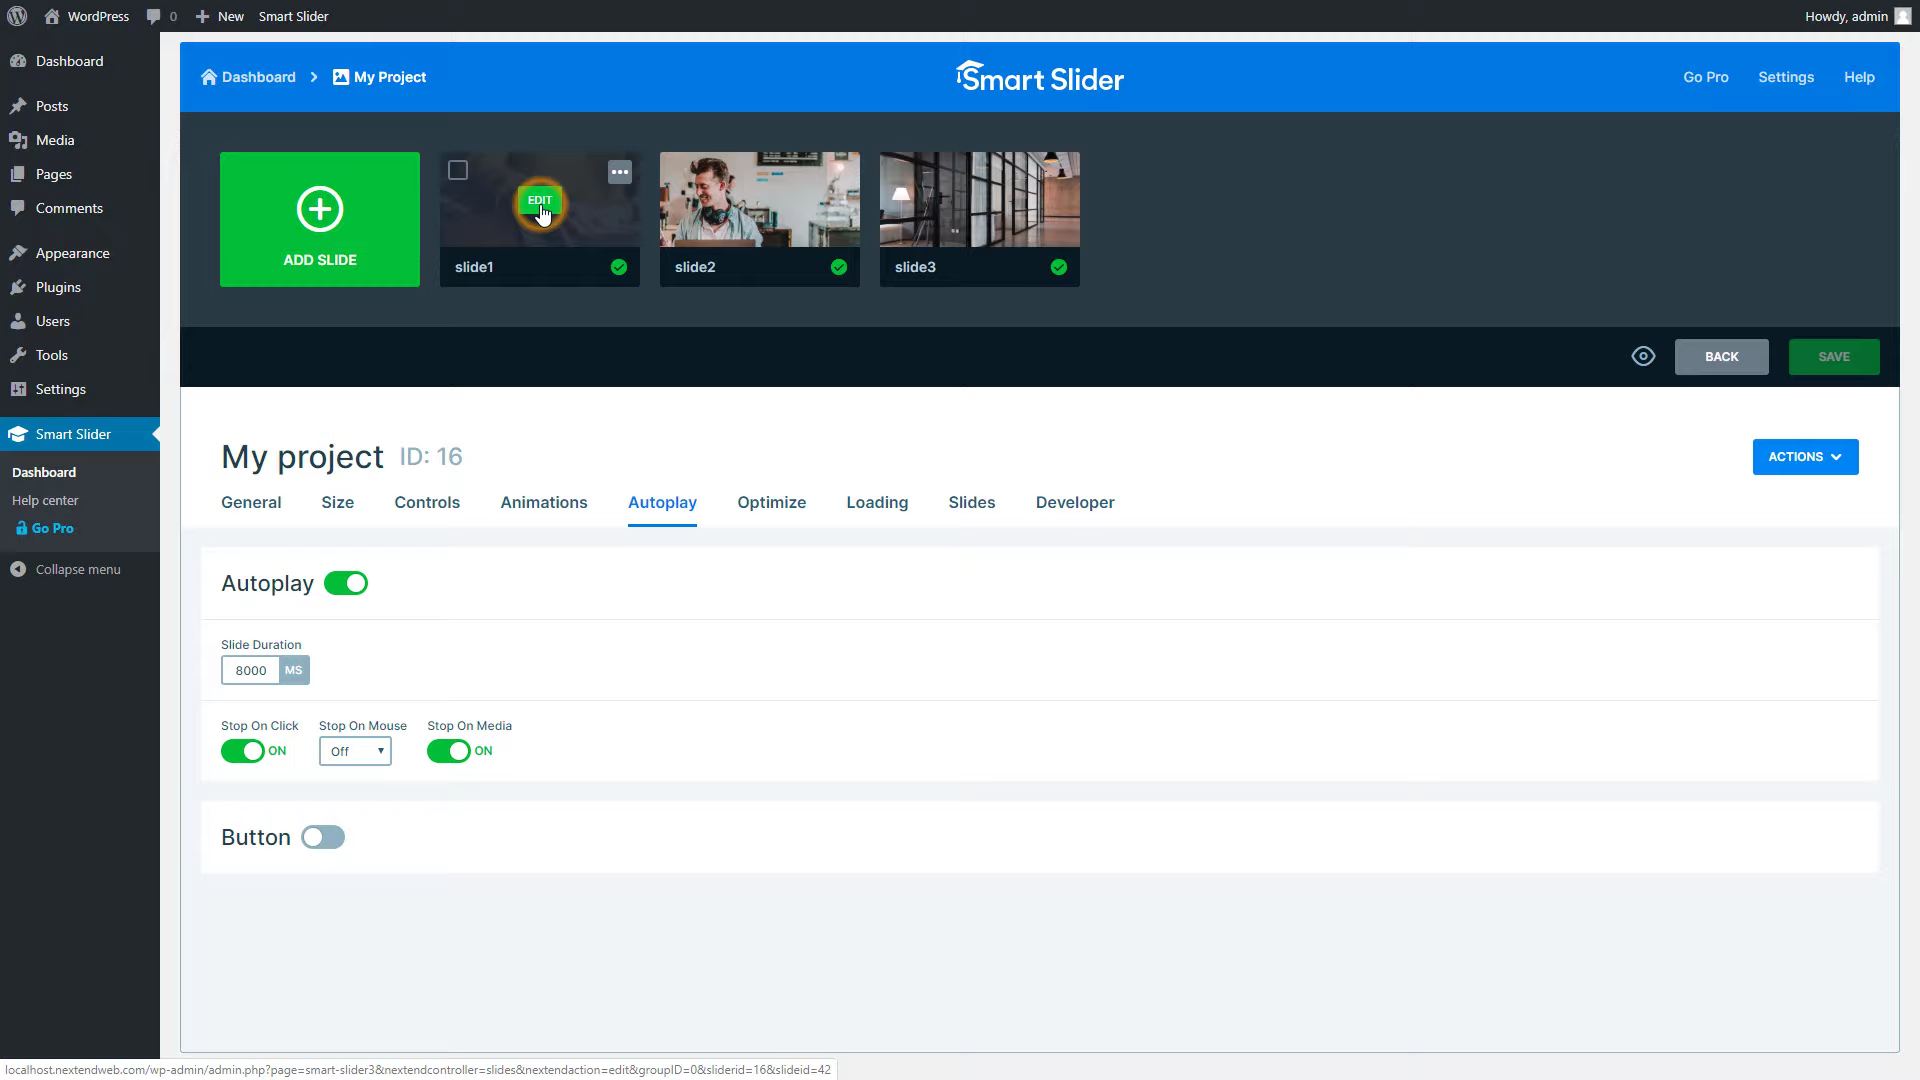 WordPress
0
New
Smart Slider
Howdy, admin
Dashboard
Posts
Media
Pages
Comments
Appearance
Plugins
Users
Tools
Settings
Smart Slider
Dashboard
Help center
Go Pro
Collapse menu
Dashboard
My Project
Smart Slider
Go Pro
Settings
Help
ADD SLIDE
EDIT
slide1
slide2
slide3
BACK
SAVE
My project ID: 16
ACTIONS
General
Size
Controls
Animations
Autoplay
Optimize
Loading
Slides
Developer
Autoplay
Slide Duration
8000 MS
Stop On Click
ON
Stop On Mouse
Off
Stop On Media
ON
Button
localhost.nextendweb.com/wp-admin/admin.php?page=smart-slider3&nextendcontroller=slides&nextendaction=edit&groupID=0&sliderid=16&slideid=42